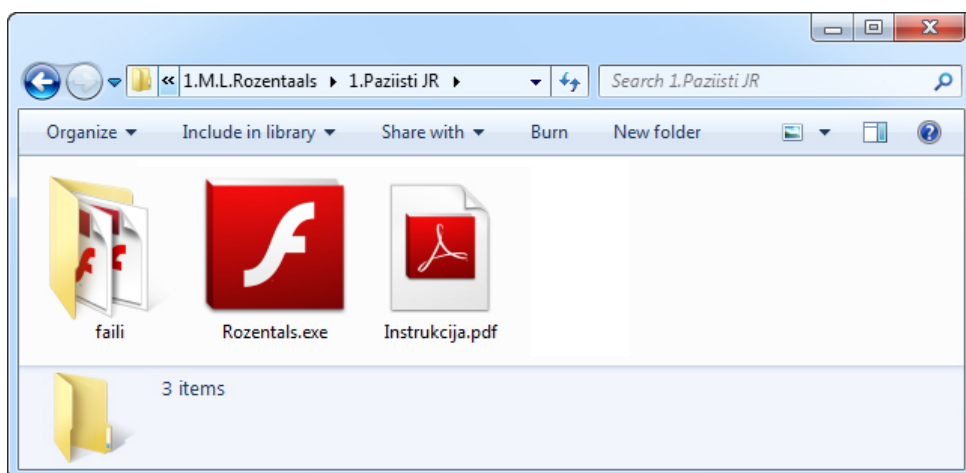 « 1.M.L.Rozentaals ▸ 1.Paziisti JR ▸ Search 1.Paziisti JR
Organize Include in library Share with Burn New folder
faili Rozentals.exe Instrukcija.pdf
3 items